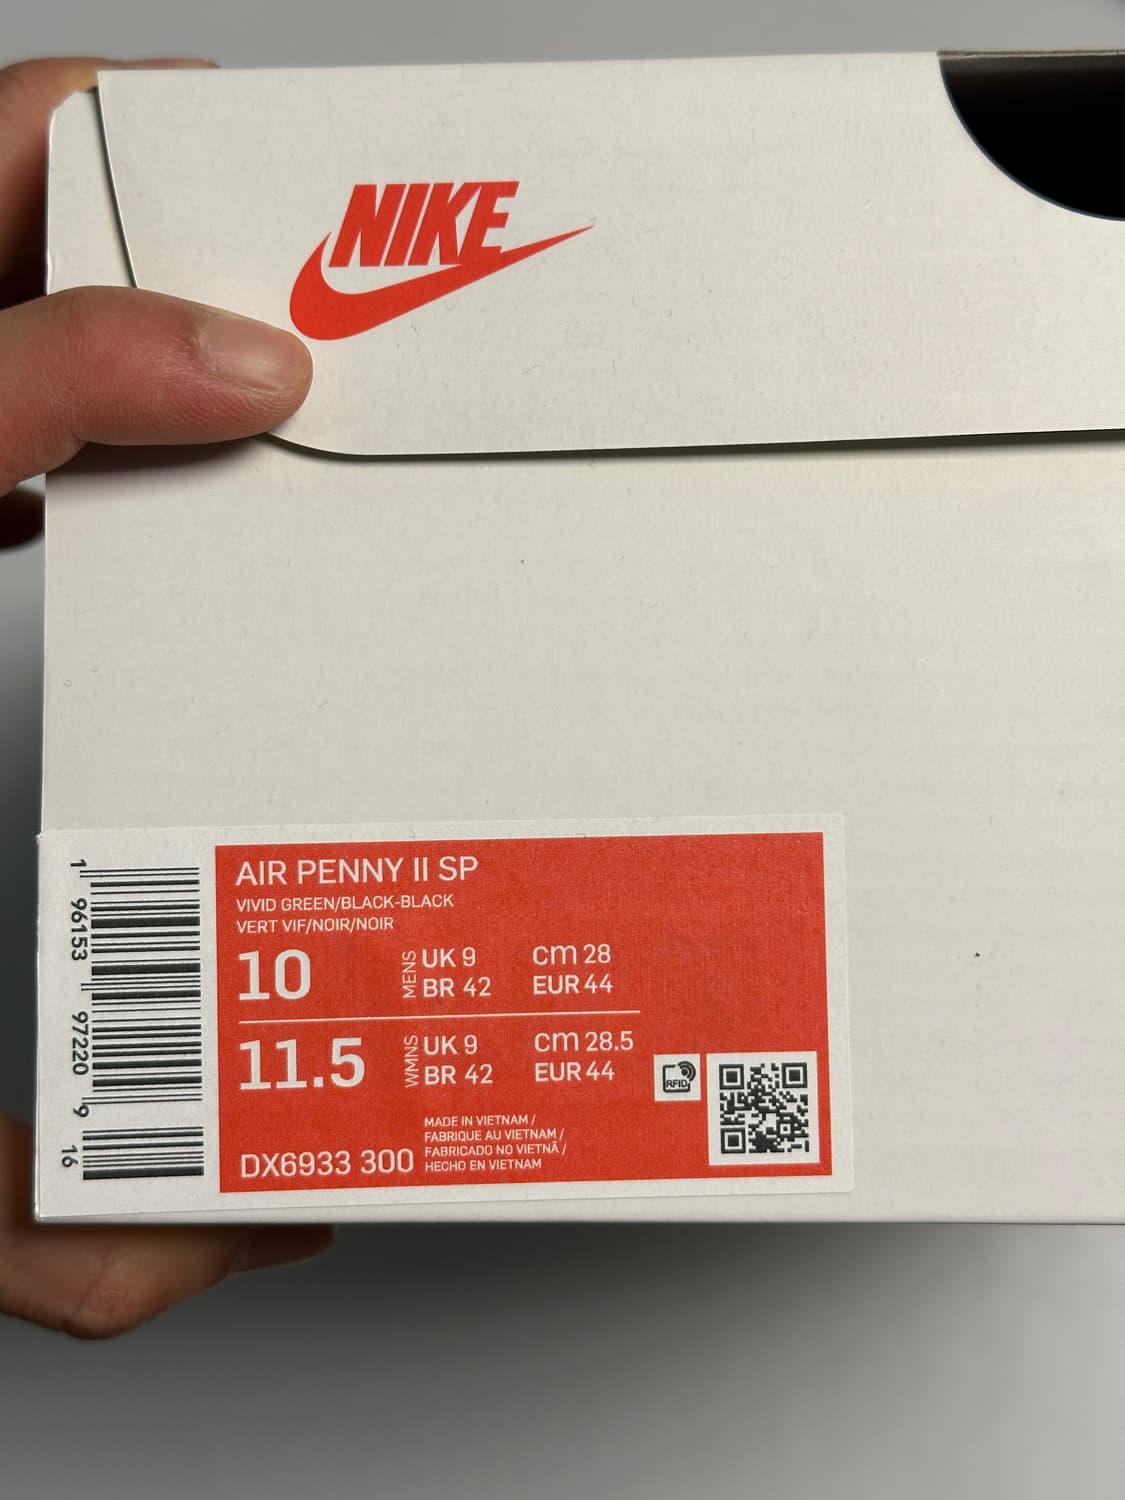 NIKE
AIR PENNY II SP
VIVID GREEN/BLACK-BLACK
VERT VIF/NOIR/NOIR
10 MENS UK 9 cm 28
BR 42 EUR 44
11.5 WMNS UK 9 cm 28.5
BR 42 EUR 44
RFID
MADE IN VIETNAM /
FABRIQUE AU VIETNAM /
FABRICADO NO VIETNÃ /
HECHO EN VIETNAM
DX6933 300
1 96153 97220 9 16